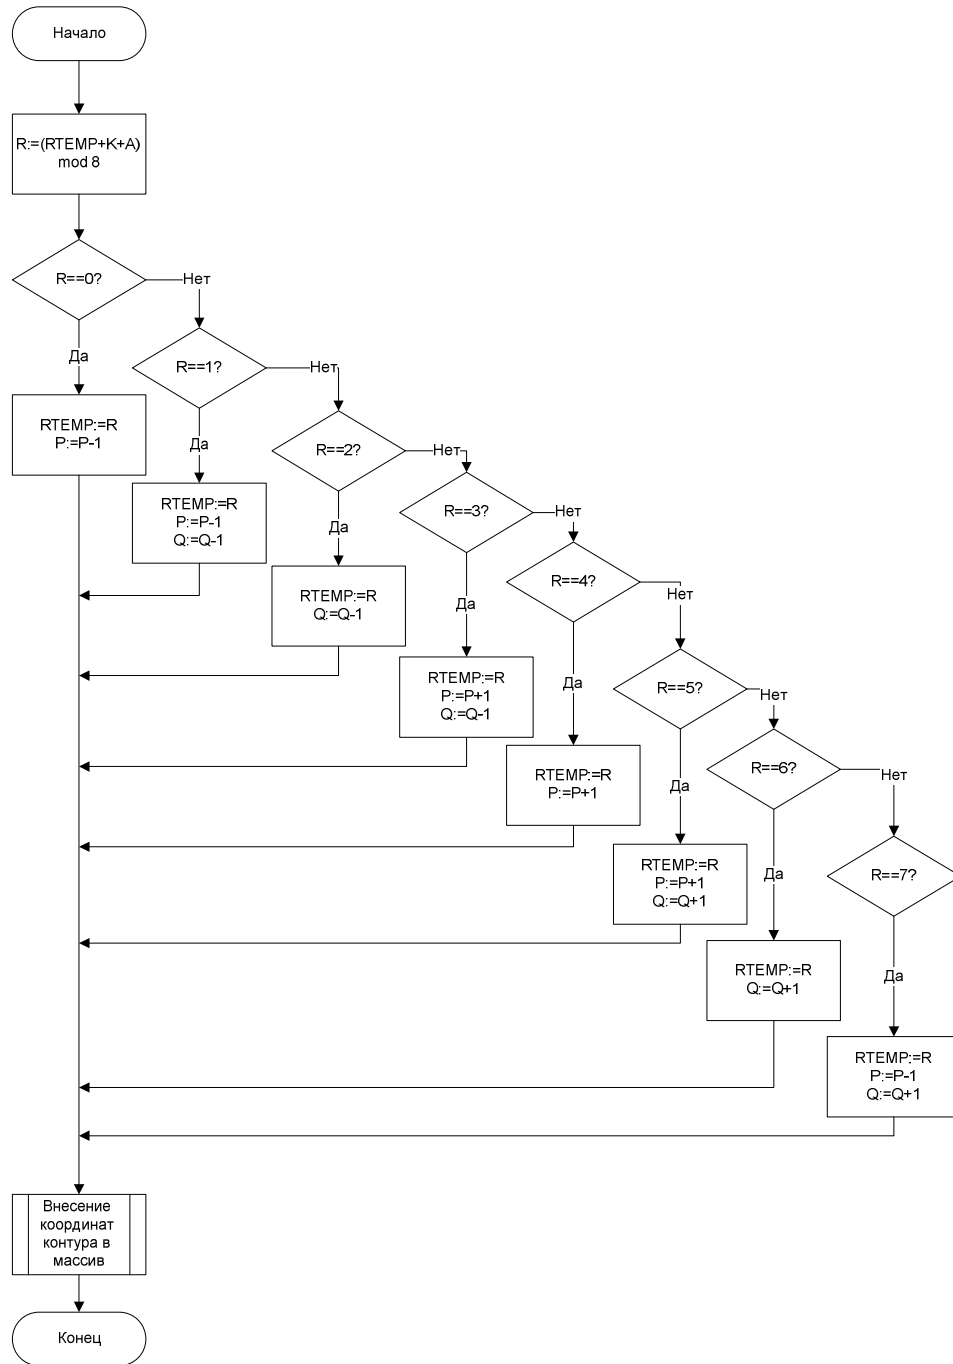 Начало
R:=(RTEMP+K+A)
mod 8
R==0?
Нет
Да
R==1?
Нет
RTEMP:=R
P:=P-1
Да
R==2?
Нет
RTEMP:=R
P:=P-1
Q:=Q-1
Да
R==3?
Нет
RTEMP:=R
Q:=Q-1
Да
R==4?
Нет
RTEMP:=R
P:=P+1
Q:=Q-1
Да
R==5?
Нет
RTEMP:=R
P:=P+1
Да
R==6?
Нет
RTEMP:=R
P:=P+1
Q:=Q+1
Да
R==7?
RTEMP:=R
Q:=Q+1
Да
RTEMP:=R
P:=P-1
Q:=Q+1
Внесение
координат
контура в
массив
Конец